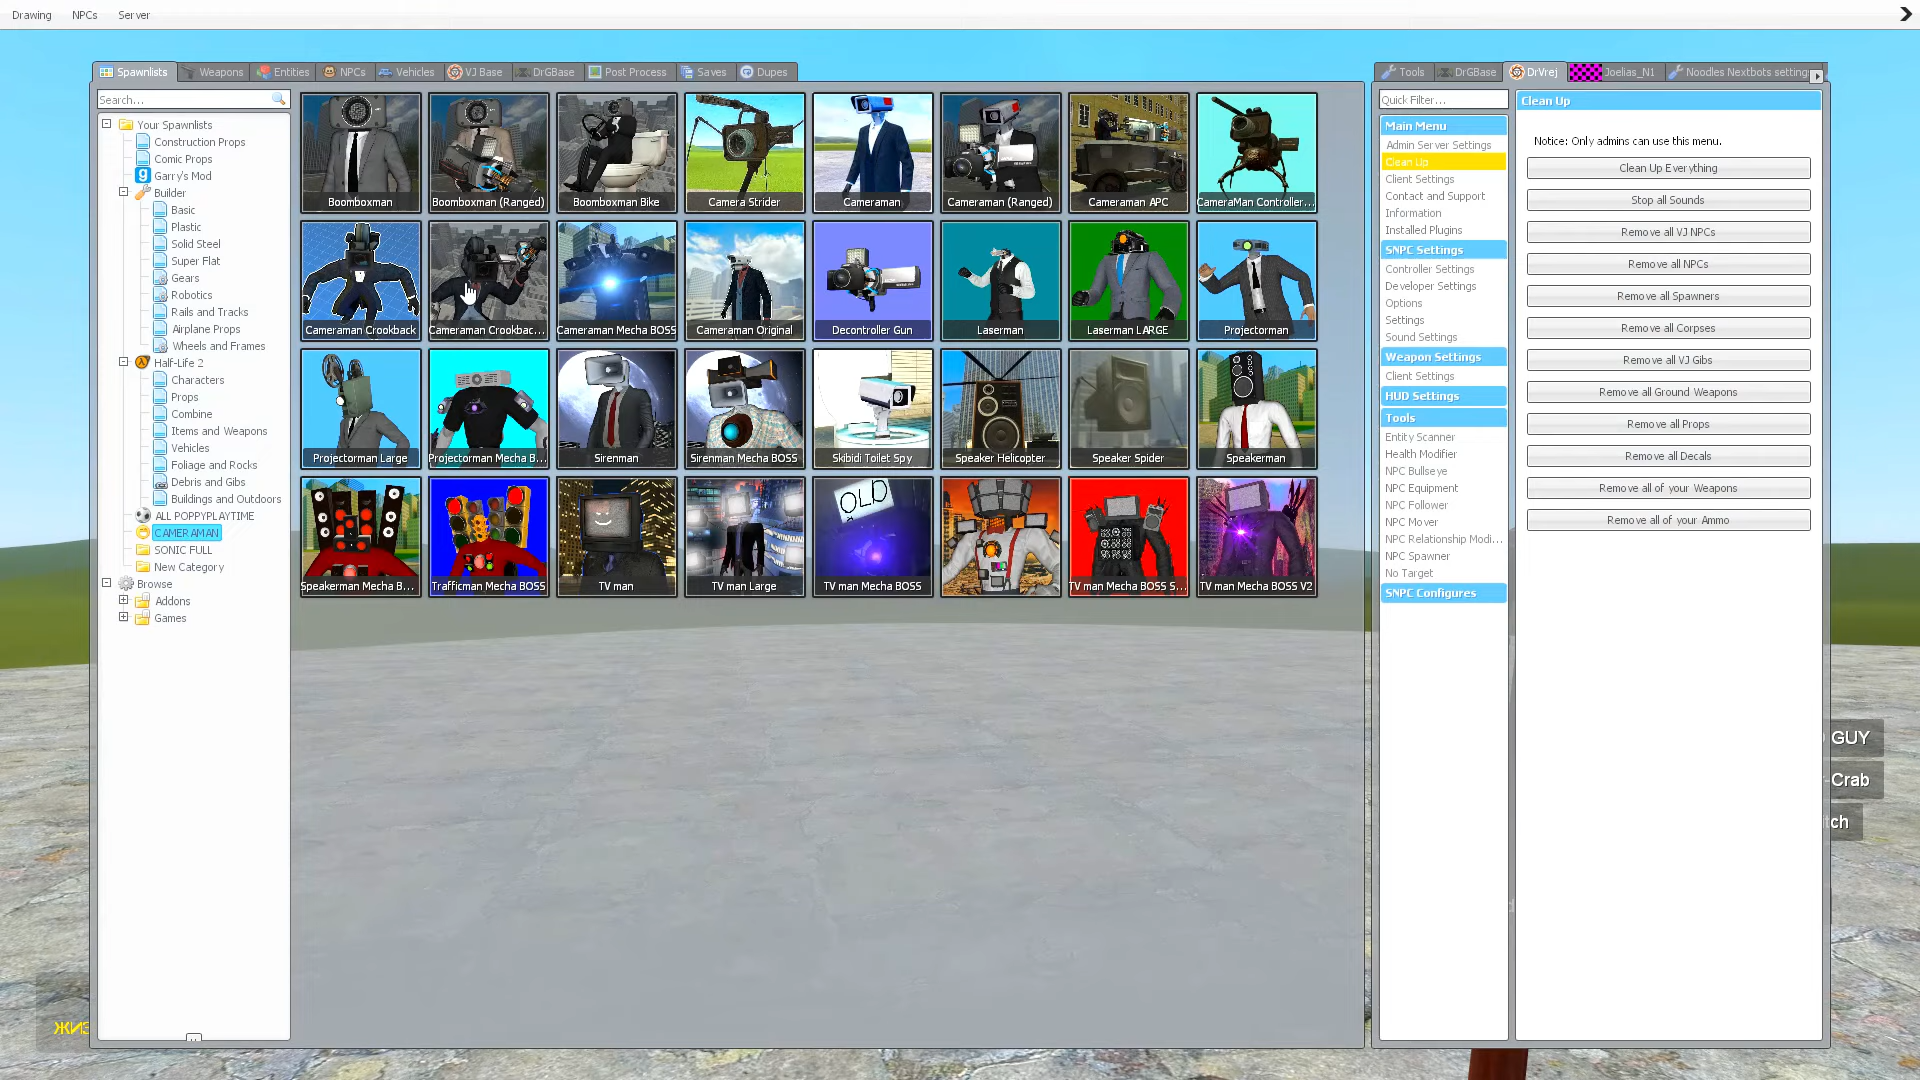 Drawing NPCs Server
Spawnlists Weapons Entities NPCs Vehicles VJ Base DrGBase Post Process Saves Dupes
Search...
Your Spawnlists
Construction Props
Comic Props
Garry's Mod
Builder
Basic
Plastic
Solid Steel
Super Flat
Gears
Robotics
Rails and Tracks
Airplane Props
Wheels and Frames
Half-Life 2
Characters
Props
Combine
Items and Weapons
Vehicles
Foliage and Rocks
Debris and Gibs
Buildings and Outdoors
ALL POPPYPLAYTIME
CAMERAMAN
SONIC FULL
New Category
Browse
Addons
Games
Boomboxman Boomboxman (Ranged) Boomboxman Bike Camera Strider Cameraman Cameraman (Ranged) Cameraman APC CameraMan Controller...
Cameraman Crookback Cameraman Crookbac... Cameraman Mecha BOSS Cameraman Original Decontroller Gun Laserman Laserman LARGE Projectorman
Projectorman Large Projectorman Mecha B... Sirenman Sirenman Mecha BOSS Skibidi Toilet Spy Speaker Helicopter Speaker Spider Speakerman
OLD
Speakerman Mecha B... Trafficman Mecha BOSS TV man TV man Large TV man Mecha BOSS TV man Mecha BOSS S... TV man Mecha BOSS V2
Tools DrGBase DrVrej Joelias_N1 Noodles Nextbots setting
Quick Filter...
Main Menu
Admin Server Settings
Clean Up
Client Settings
Contact and Support
Information
Installed Plugins
SNPC Settings
Controller Settings
Developer Settings
Options
Settings
Sound Settings
Weapon Settings
Client Settings
HUD Settings
Tools
Entity Scanner
Health Modifier
NPC Bullseye
NPC Equipment
NPC Follower
NPC Mover
NPC Relationship Modi...
NPC Spawner
No Target
SNPC Configures
Clean Up
Notice: Only admins can use this menu.
Clean Up Everything
Stop all Sounds
Remove all VJ NPCs
Remove all NPCs
Remove all Spawners
Remove all Corpses
Remove all VJ Gibs
Remove all Ground Weapons
Remove all Props
Remove all Decals
Remove all of your Weapons
Remove all of your Ammo
GUY
-Crab
itch
ЖИЗ